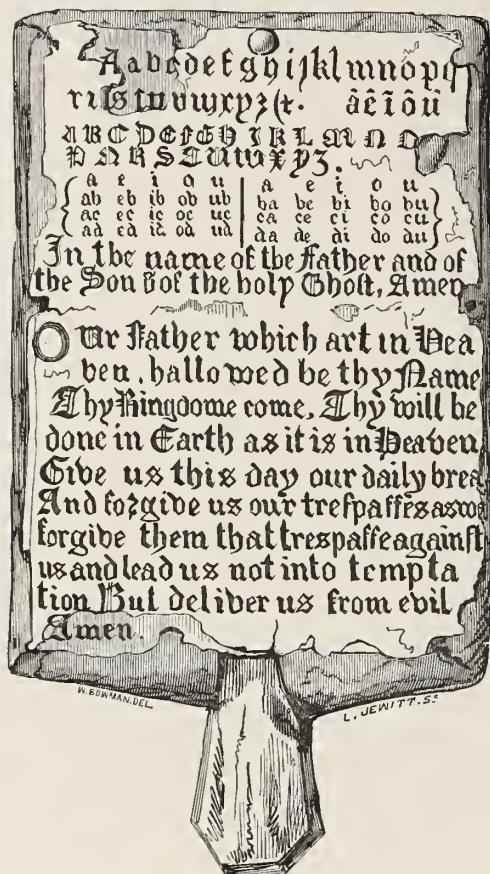 Aabcdefghijklmnopq
rꝛſstuvwxyz&. āēīōū
ABCDEFGHIKLMNO
PQRSTUWXYZ.
a e i o u a e i o u
ab eb ib ob ub ba be bi bo bu
ac ec ic oc uc ca ce ci co cu
ad ed id od ud da de di do du
In the name of the Father and of
the Son & of the holy Ghoſt, Amen
OUr Father which art in Hea
ven, hallowed be thy Name
Thy Kingdome come, Thy will be
done in Earth as it is in Heaven
Give us this day our daily brea
And foꝛgive us our treſpaſſes as we
forgive them that trespaſſe againſt
us and lead us not into tempta
tion But deliver us from evil
Amen.
W. BOWMAN. DEL
L. JEWITT. Sc